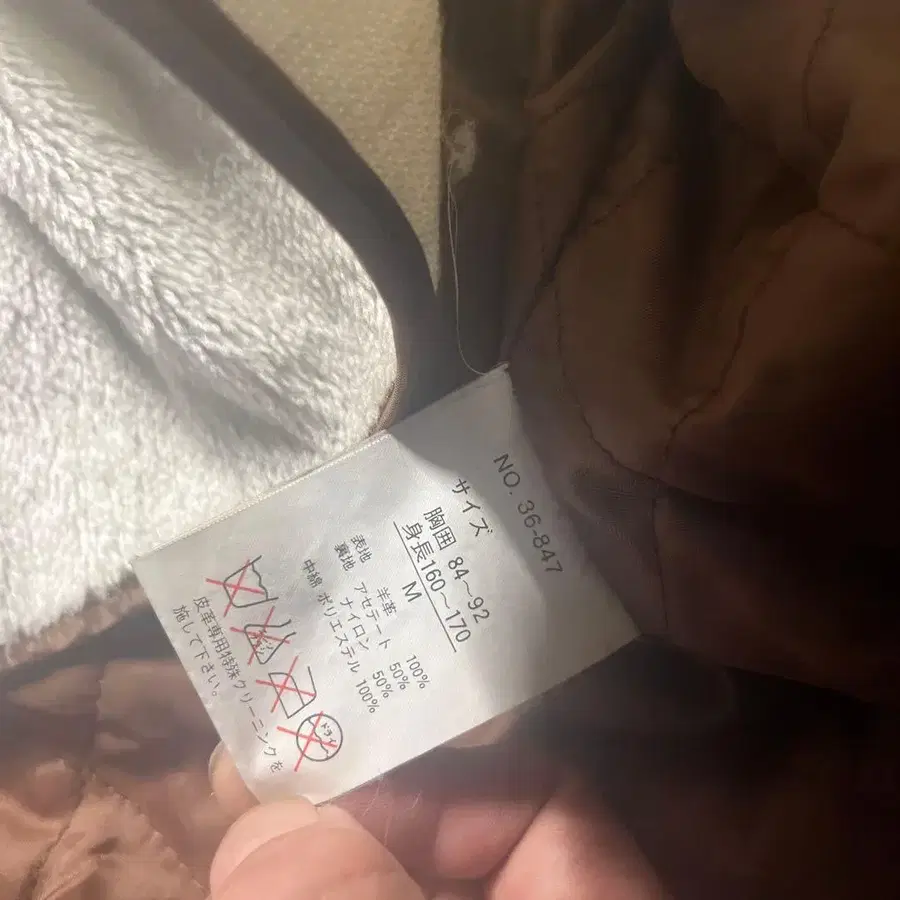 NO. 36-847
サイズ
胸囲 84〜92
身長160〜170
M
表地 羊革 100%
裏地 アセテート 50%
ナイロン 50%
中綿 ポリエステル 100%
ドライ
皮革専用特殊クリーニングを
施して下さい。